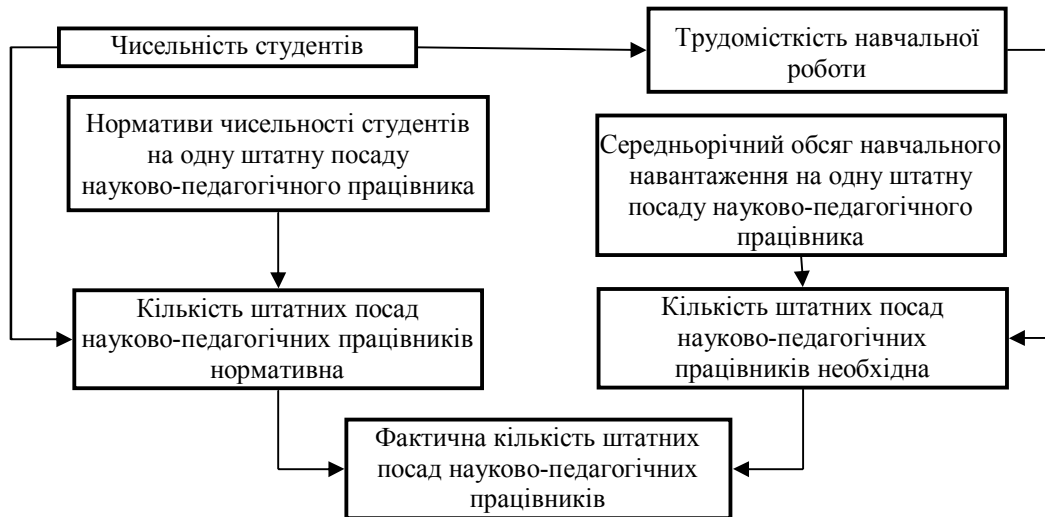 Чисельність студентів
Трудомісткість навчальної
роботи
Нормативи чисельності студентів
на одну штатну посаду
науково-педагогічного працівника
Середньорічний обсяг навчального
навантаження на одну штатну
посаду науково-педагогічного
працівника
Кількість штатних посад
науково-педагогічних працівників
нормативна
Кількість штатних посад
науково-педагогічних
працівників необхідна
Фактична кількість штатних
посад науково-педагогічних
працівників